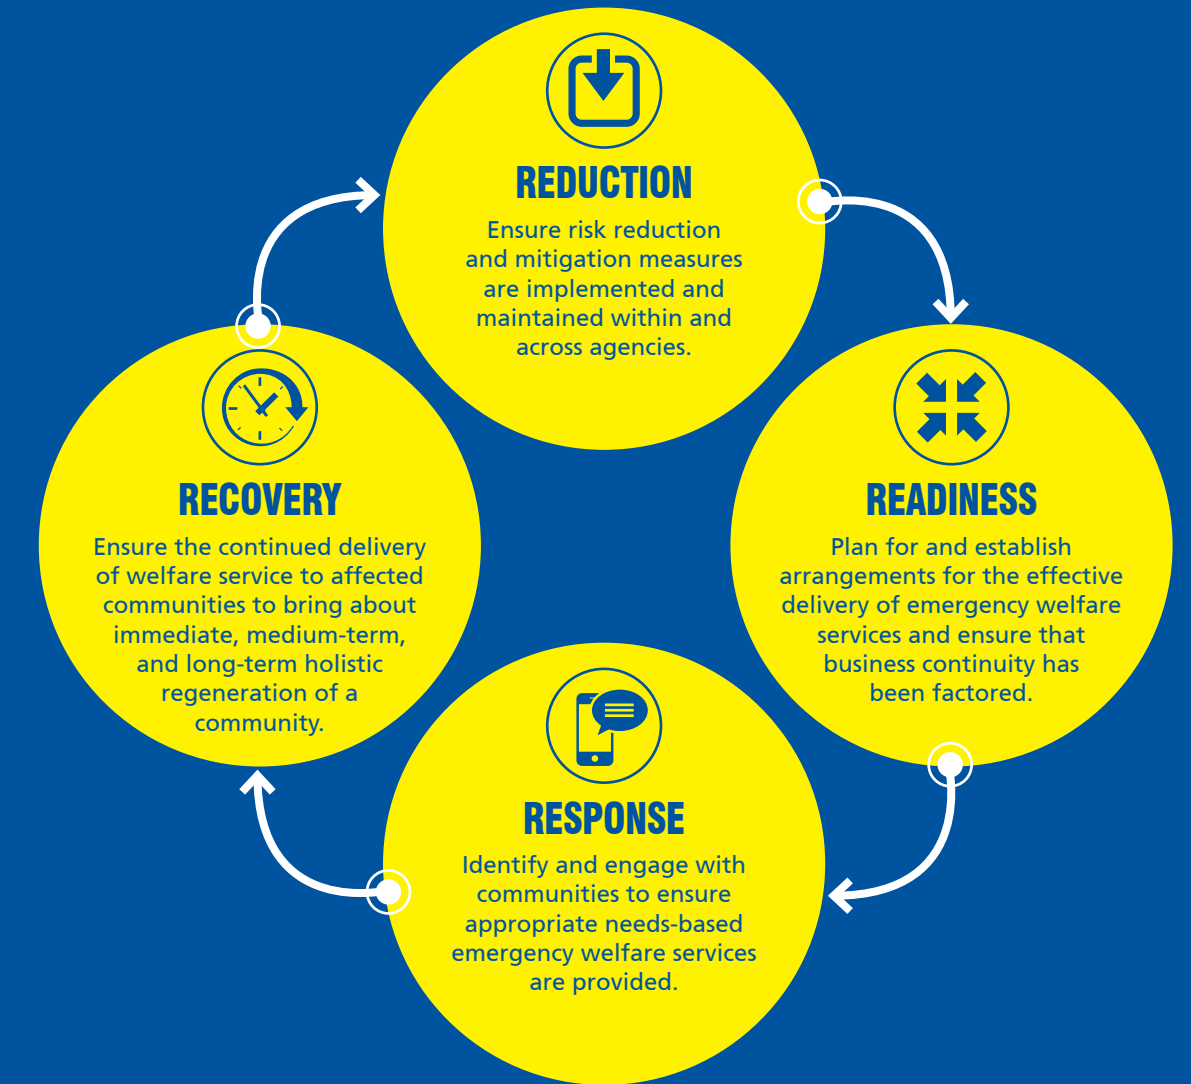 REDUCTION
Ensure risk reduction
and mitigation measures
are implemented and
maintained within and
across agencies.
READINESS
Plan for and establish
arrangements for the effective
delivery of emergency welfare
services and ensure that
business continuity has
been factored.
RESPONSE
Identify and engage with
communities to ensure
appropriate needs-based
emergency welfare services
are provided.
RECOVERY
Ensure the continued delivery
of welfare service to affected
communities to bring about
immediate, medium-term,
and long-term holistic
regeneration of a
community.